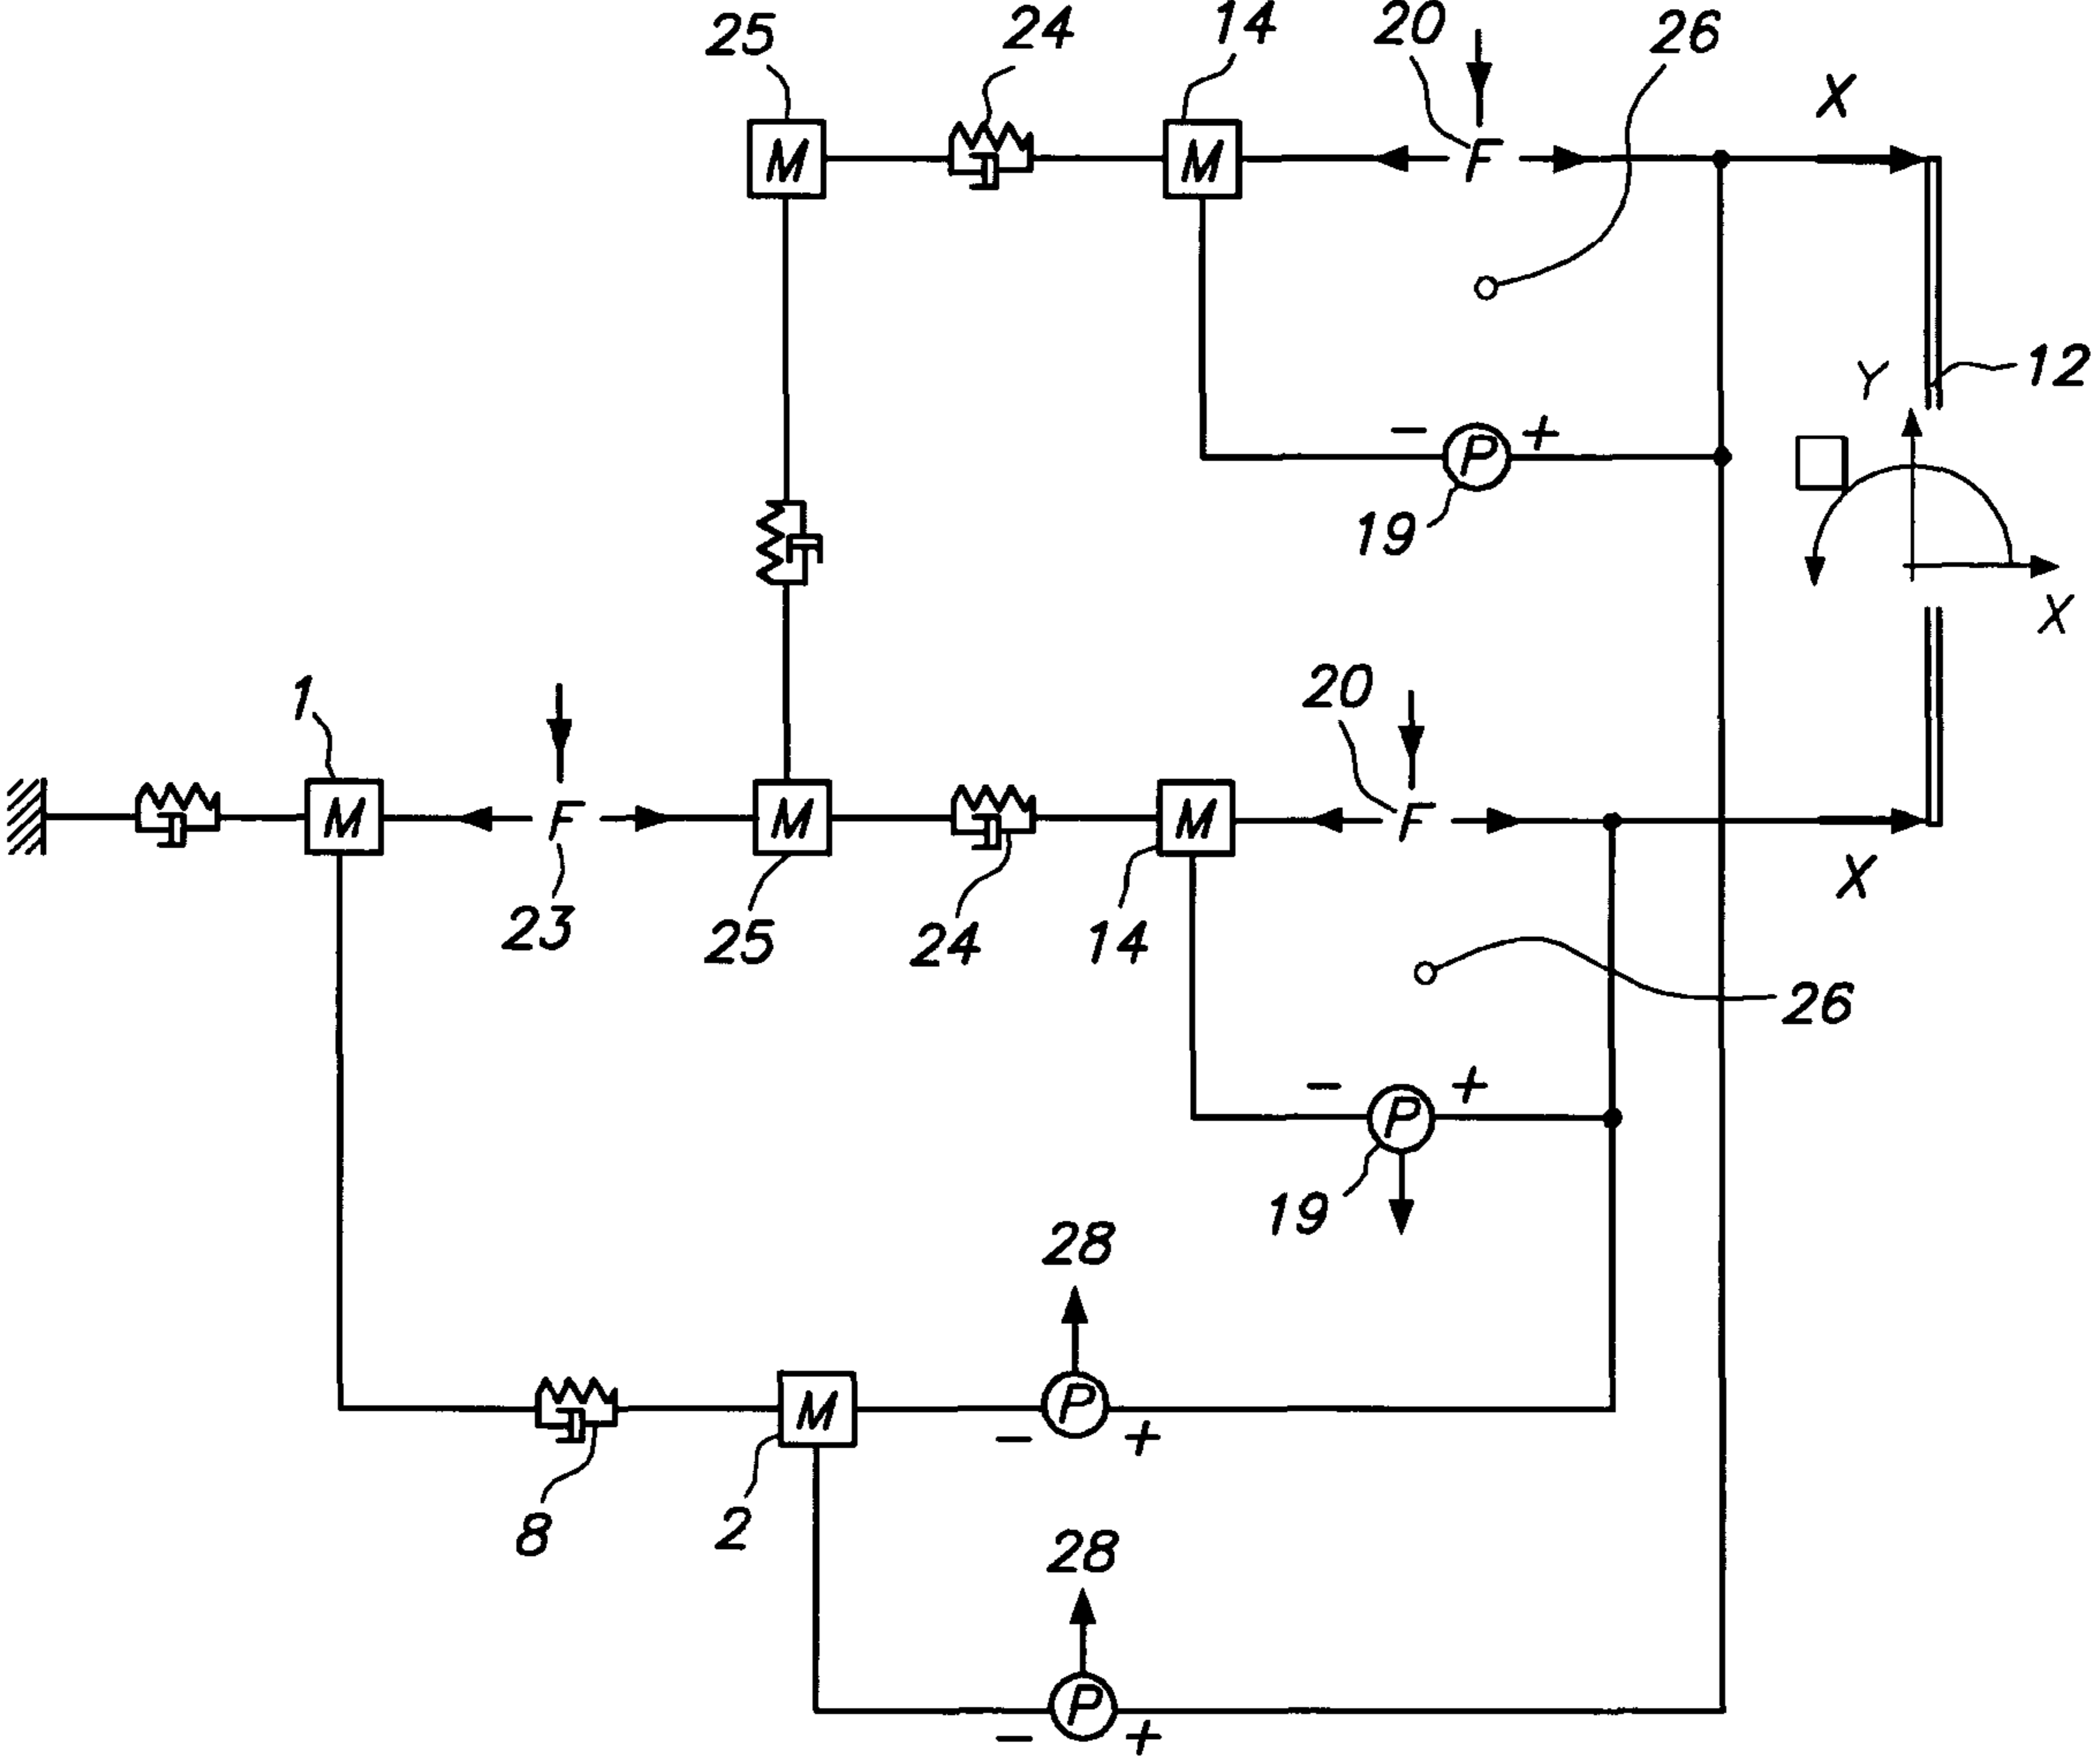 25 24 14 20 26
X
M M F
12
Y
- P +
19
X
1 20
M F M M F
X
23 25 24 14
26
- P +
19
28
M P
- +
8 2
28
P
- +